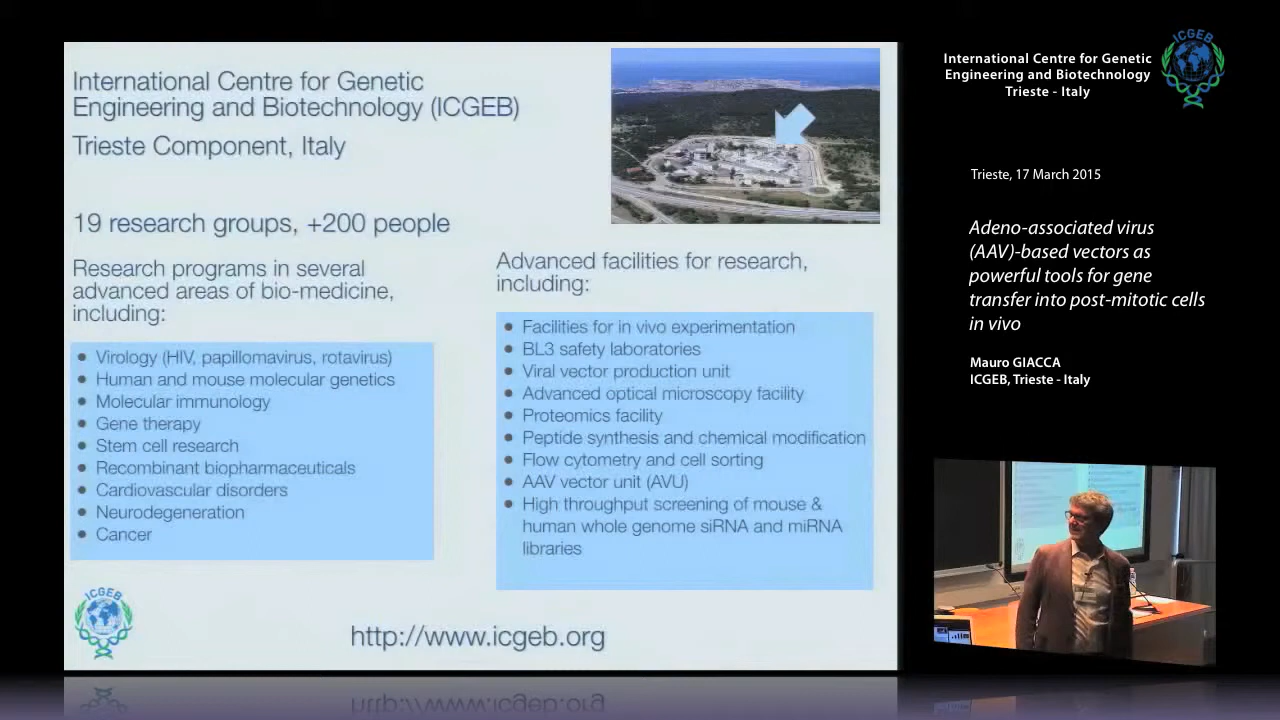 International Centre for Genetic
Engineering and Biotechnology (ICGEB)
Trieste Component, Italy
19 research groups, +200 people
Research programs in several
advanced areas of bio-medicine,
including:
• Virology (HIV, papillomavirus, rotavirus)
• Human and mouse molecular genetics
• Molecular immunology
• Gene therapy
• Stem cell research
• Recombinant biopharmaceuticals
• Cardiovascular disorders
• Neurodegeneration
• Cancer
Advanced facilities for research,
including:
• Facilities for in vivo experimentation
• BL3 safety laboratories
• Viral vector production unit
• Advanced optical microscopy facility
• Proteomics facility
• Peptide synthesis and chemical modification
• Flow cytometry and cell sorting
• AAV vector unit (AVU)
• High throughput screening of mouse &
human whole genome siRNA and miRNA
libraries
ICGEB
http://www.icgeb.org
International Centre for Genetic
Engineering and Biotechnology
Trieste - Italy
ICGEB
Trieste, 17 March 2015
Adeno-associated virus
(AAV)-based vectors as
powerful tools for gene
transfer into post-mitotic cells
in vivo
Mauro GIACCA
ICGEB, Trieste - Italy